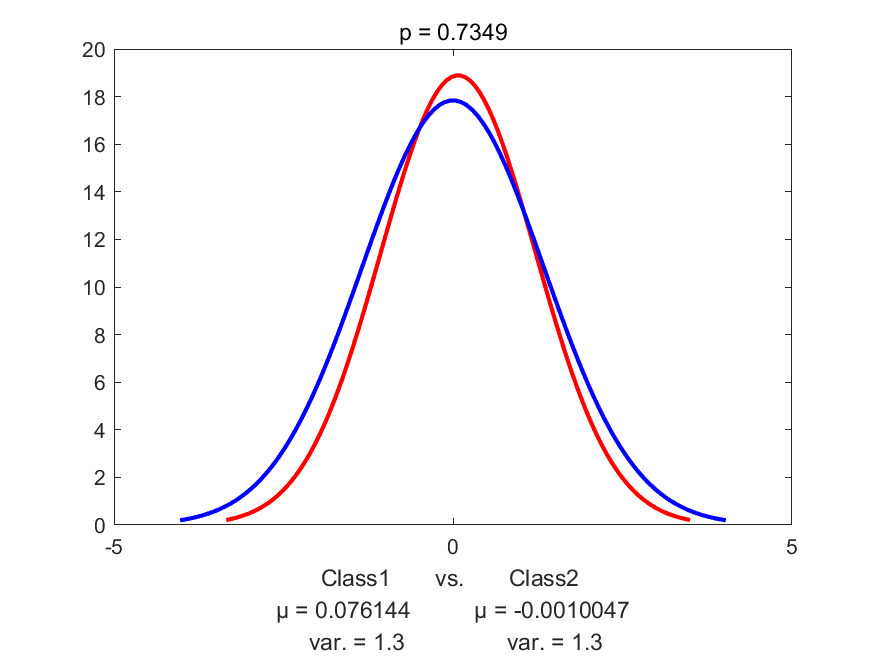 p = 0.7349
20
18
16
14
12
10
8
6
4
2
0
-5 0 5
Class1 vs. Class2
μ = 0.076144 μ = -0.0010047
var. = 1.3 var. = 1.3